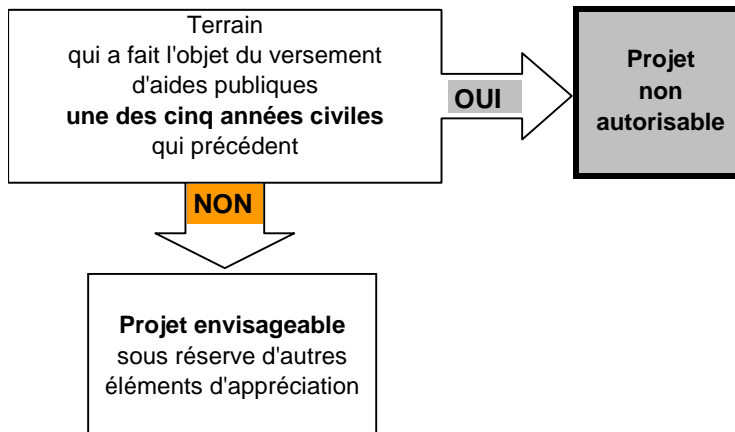 Terrain
qui a fait l'objet du versement
d'aides publiques
une des cinq années civiles
qui précédent
OUI
Projet
non
autorisable
NON
Projet envisageable
sous réserve d'autres
éléments d'appréciation